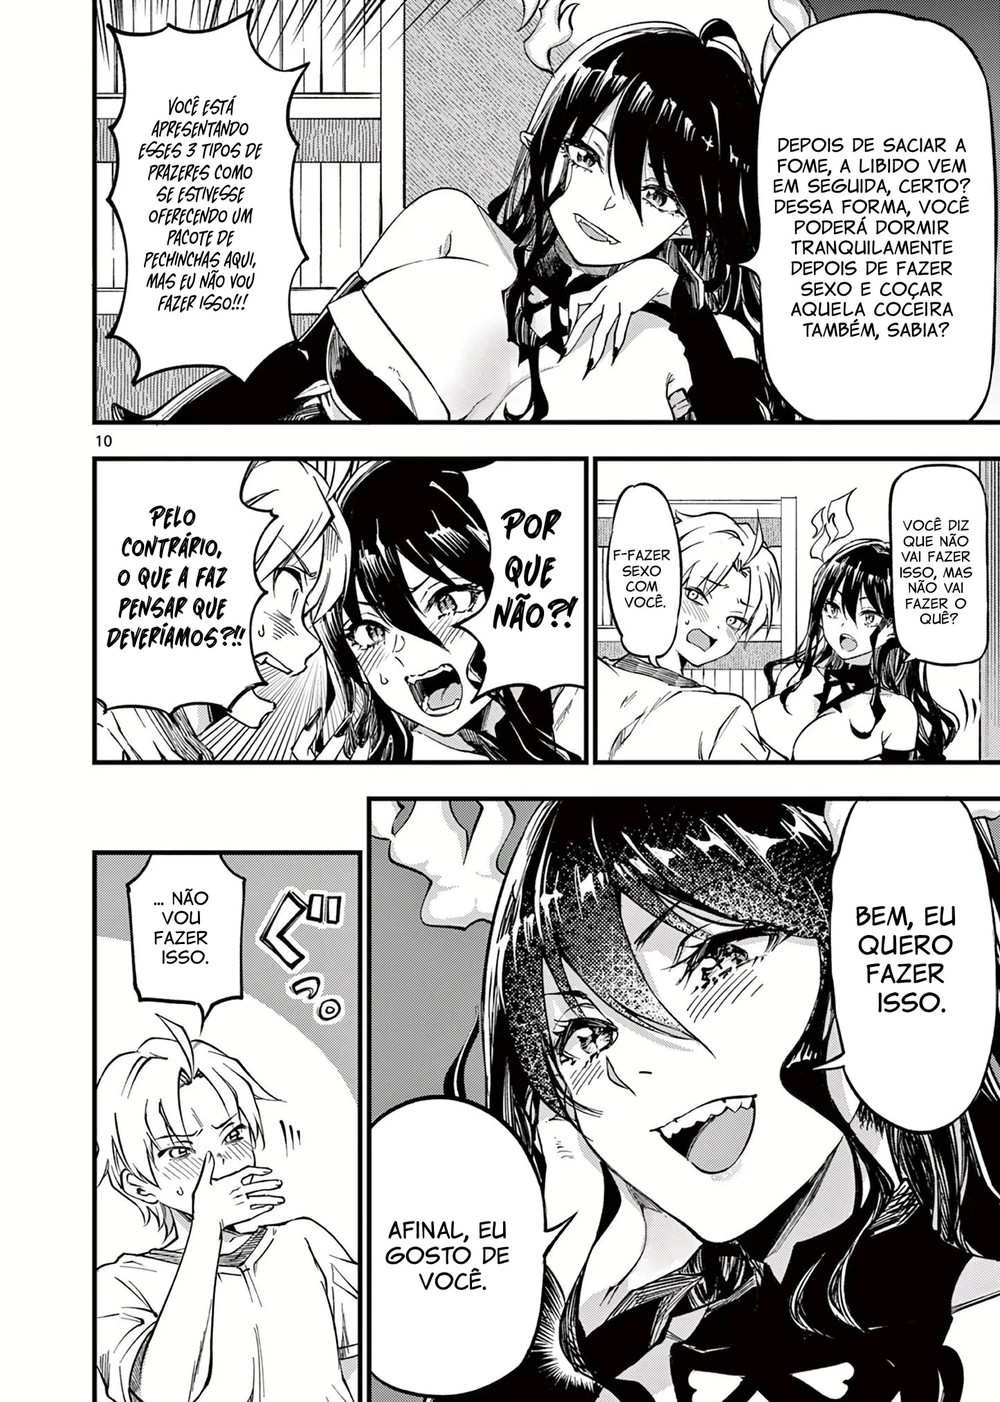 DEPOIS DE SACIAR A
FOME, A LIBIDO VEM
EM SEGUIDA, CERTO?
DESSA FORMA, VOCÊ
PODERÁ DORMIR
TRANQUILAMENTE
DEPOIS DE FAZER
SEXO E COÇAR
AQUELA COCEIRA
TAMBÉM, SABIA?
VOCÊ ESTÁ
APRESENTANDO
ESSES 3 TIPOS DE
PRAZERES COMO
SE ESTIVESSE
OFERECENDO UM
PACOTE DE
PECHINCHAS AQUI,
MAS EU NÃO VOU
FAZER ISSO!!!
10
VOCÊ DIZ
QUE NÃO
VAI FAZER
ISSO, MAS
NÃO VAI
FAZER O
QUÊ?
F-FAZER
SEXO
COM
VOCÊ.
POR
QUE
NÃO?!
PELO
CONTRÁRIO,
O QUE A FAZ
PENSAR QUE
DEVERÍAMOS?!!
BEM, EU
QUERO
FAZER
ISSO.
AFINAL, EU
GOSTO DE
VOCÊ.
... NÃO
VOU
FAZER
ISSO.
ぐ…